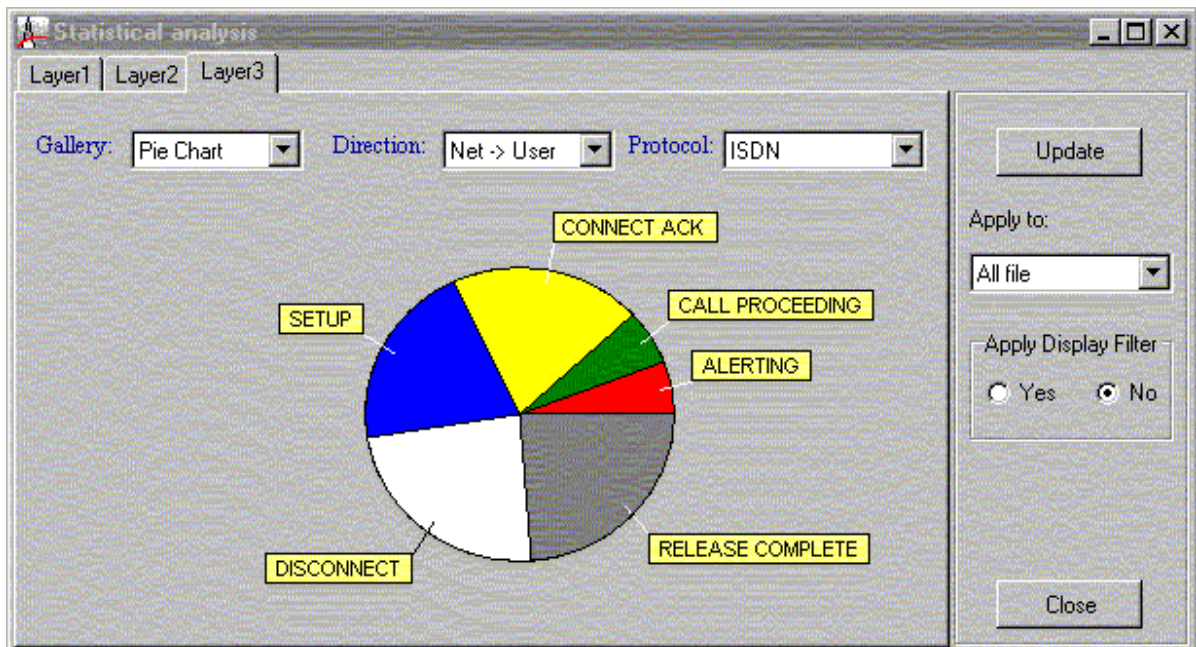 Statistical analysis
Layer1 Layer2 Layer3
Gallery: Pie Chart Direction: Net -> User Protocol: ISDN
Update
Apply to:
All file
Apply Display Filter
Yes No
CONNECT ACK
CALL PROCEEDING
SETUP
ALERTING
RELEASE COMPLETE
DISCONNECT
Close